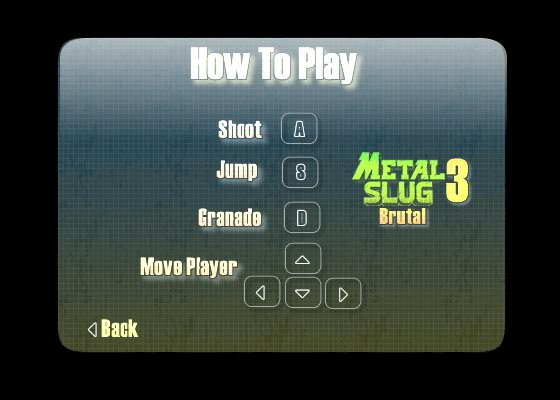 How To Play
Shoot A
Jump S
Granade D
Move Player
METAL SLUG 3
Brutal
Back